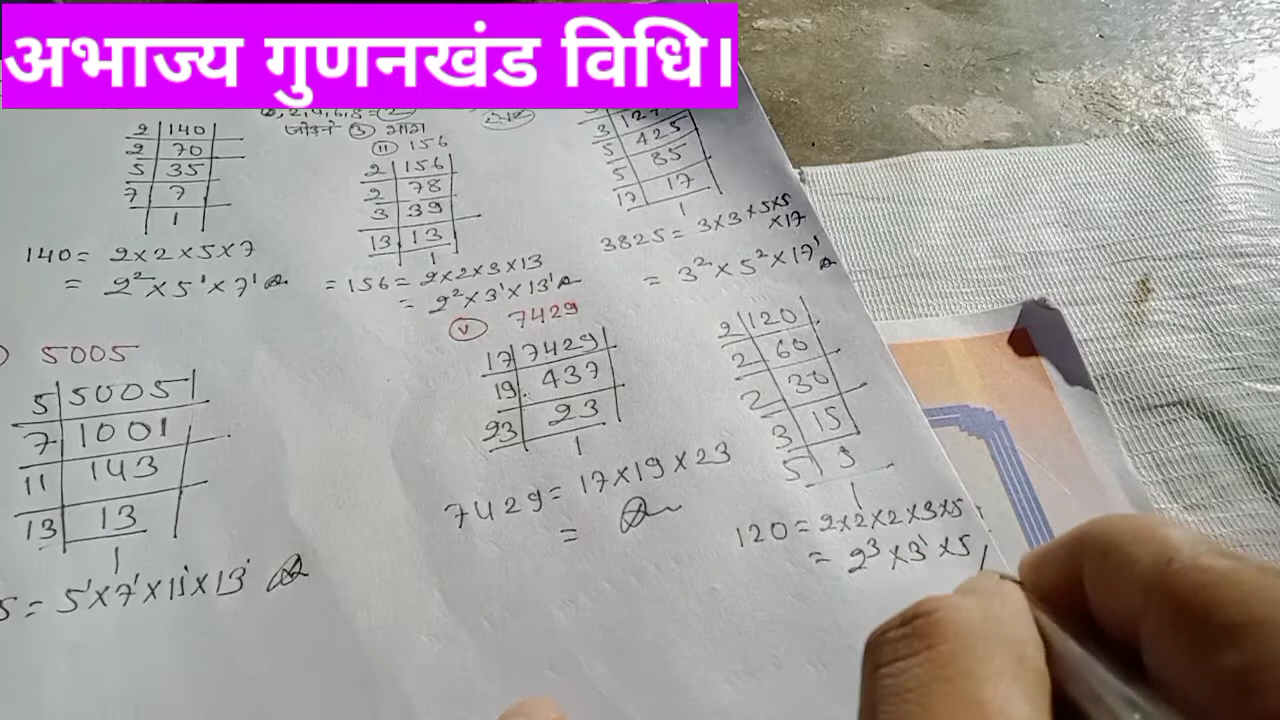 अभाज्य गुणनखंड विधि।
जोड़ने ③ भाग
2 | 140
2 | 70
5 | 35
7 | 7
1
140 = 2×2×5×7
= 2²×5¹×7¹
(II) 156
2 | 156
2 | 78
3 | 39
13 | 13
1
= 156 = 2×2×3×13
= 2²×3¹×13¹
3
5 | 425
5 | 85
17 | 17
1
3825 = 3×3×5×5
×17
= 3²×5²×17¹
5005
5 | 5005
7 | 1001
11 | 143
13 | 13
1
5 = 5¹×7¹×11¹×13¹
(V) 7429
17 | 7429
19 | 437
23 | 23
1
7429 = 17×19×23
=
2 | 120
2 | 60
2 | 30
3 | 15
5 | 5
1
120 = 2×2×2×3×5
= 2³×3¹×5